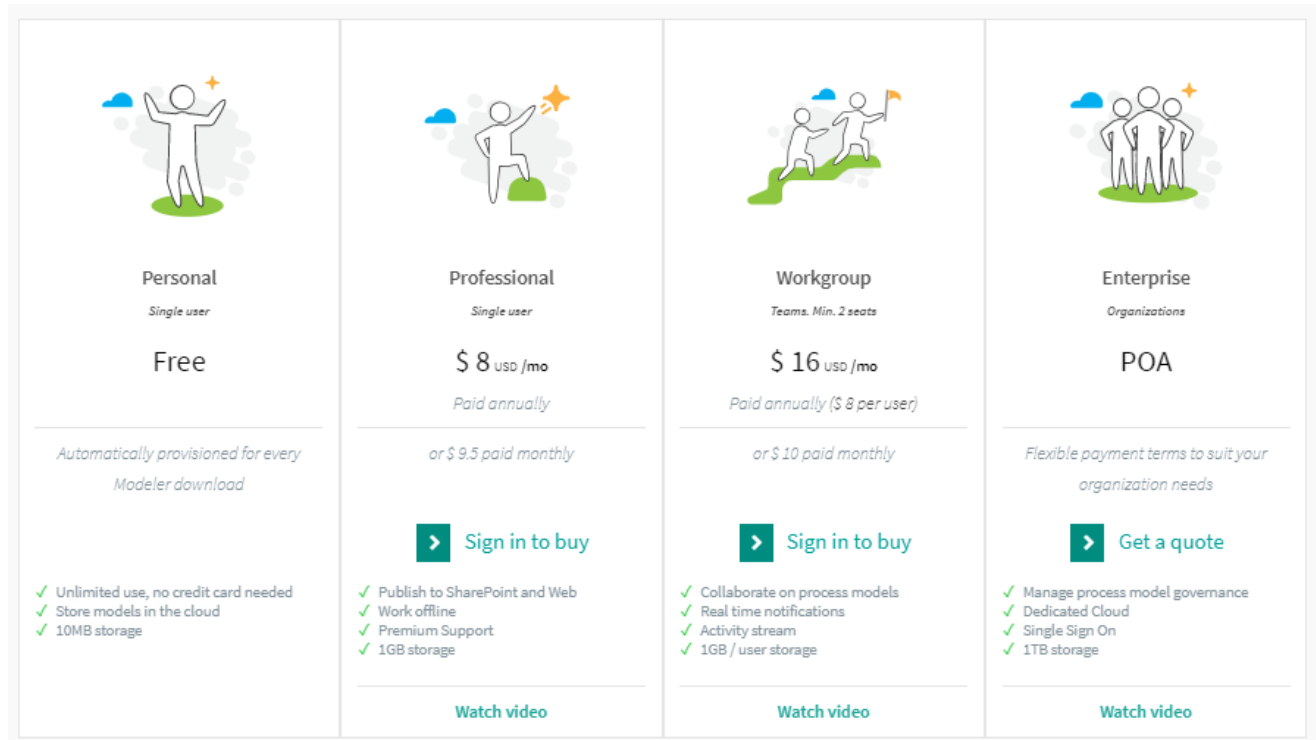 Personal
Single user
Free
Automatically provisioned for every
Modeler download
✓ Unlimited use, no credit card needed
✓ Store models in the cloud
✓ 10MB storage
Professional
Single user
$ 8 USD /mo
Paid annually
or $ 9.5 paid monthly
Sign in to buy
✓ Publish to SharePoint and Web
✓ Work offline
✓ Premium Support
✓ 1GB storage
Watch video
Workgroup
Teams. Min. 2 seats
$ 16 USD /mo
Paid annually ($ 8 per user)
or $ 10 paid monthly
Sign in to buy
✓ Collaborate on process models
✓ Real time notifications
✓ Activity stream
✓ 1GB / user storage
Watch video
Enterprise
Organizations
POA
Flexible payment terms to suit your
organization needs
Get a quote
✓ Manage process model governance
✓ Dedicated Cloud
✓ Single Sign On
✓ 1TB storage
Watch video